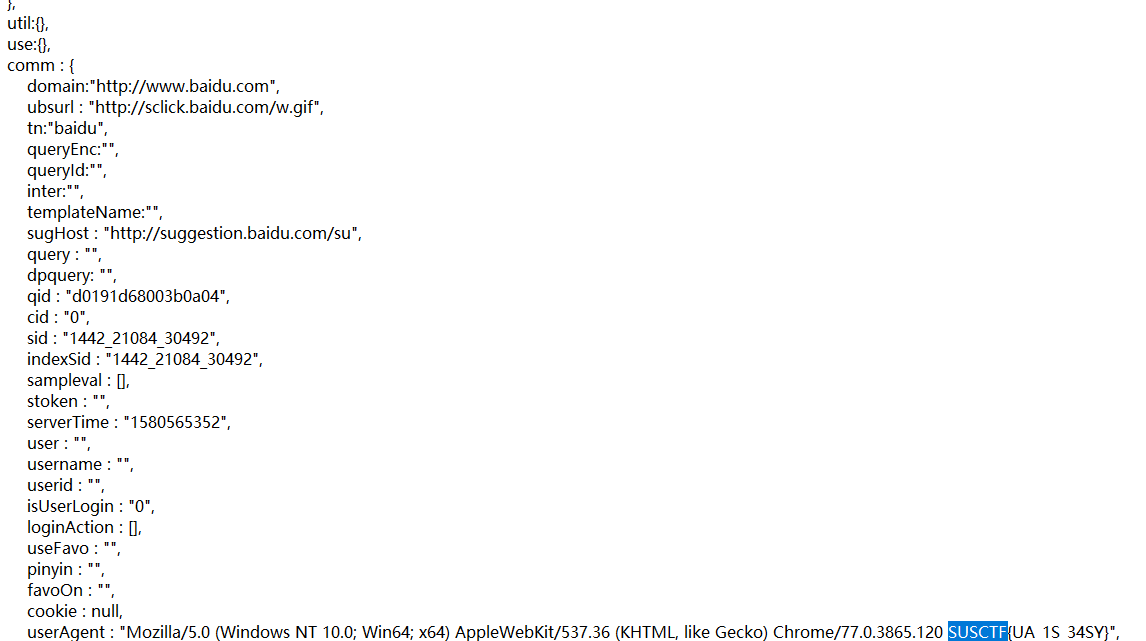 },
util:{},
use:{},
comm : {
domain:"http://www.baidu.com",
ubsurl : "http://sclick.baidu.com/w.gif",
tn:"baidu",
queryEnc:"",
queryId:"",
inter:"",
templateName:"",
sugHost : "http://suggestion.baidu.com/su",
query : "",
dpquery: "",
qid : "d0191d68003b0a04",
cid : "0",
sid : "1442_21084_30492",
indexSid : "1442_21084_30492",
sampleval : [],
stoken : "",
serverTime : "1580565352",
user : "",
username : "",
userid : "",
isUserLogin : "0",
loginAction : [],
useFavo : "",
pinyin : "",
favoOn : "",
cookie : null,
userAgent : "Mozilla/5.0 (Windows NT 10.0; Win64; x64) AppleWebKit/537.36 (KHTML, like Gecko) Chrome/77.0.3865.120 SUSCTF{UA_1S_34SY}",